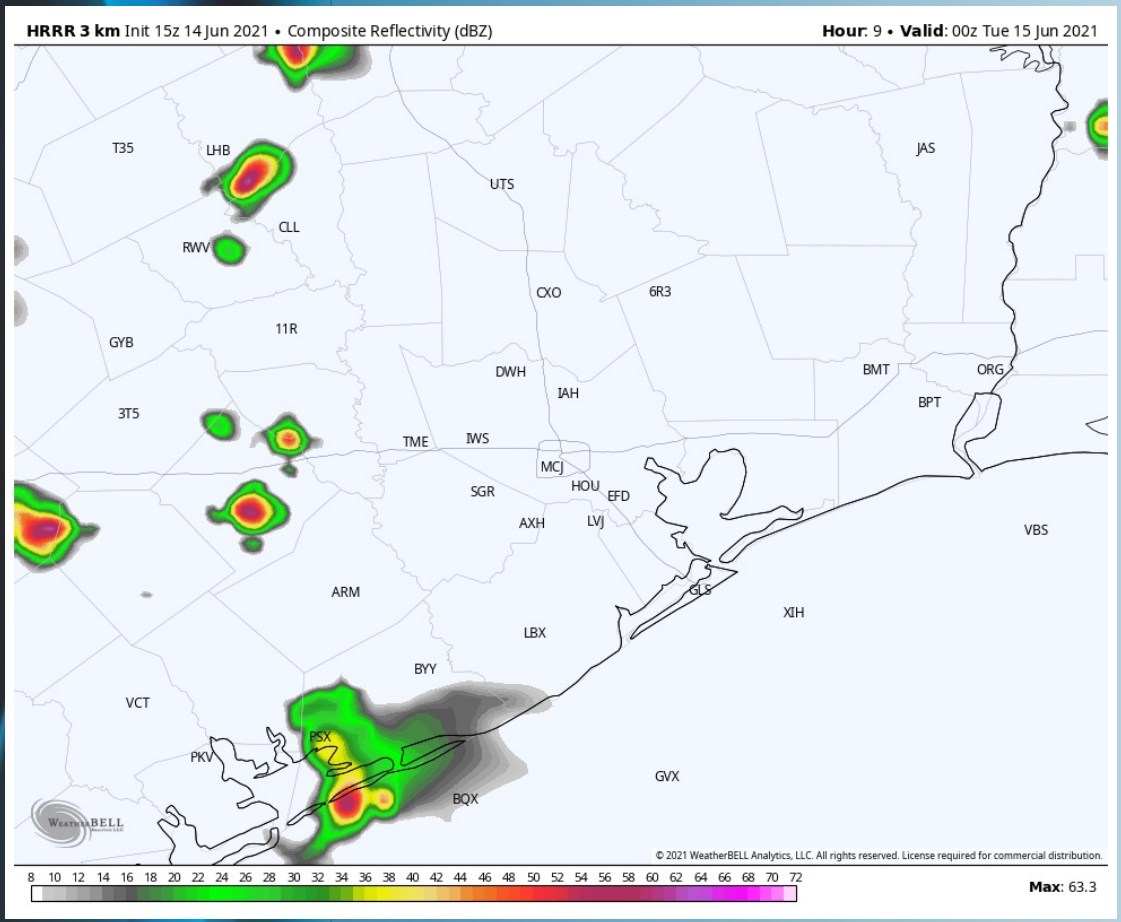 HRRR 3 km Init 15z 14 Jun 2021 • Composite Reflectivity (dBZ)
Hour: 9 • Valid: 00z Tue 15 Jun 2021
T35
LHB
JAS
UTS
CLL
RWV
CXO
6R3
11R
GYB
DWH
BMT
ORG
IAH
BPT
3T5
TME
IWS
MCJ
HOU
SGR
EFD
AXH
LVJ
VBS
ARM
GLS
XIH
LBX
BYY
VCT
PSX
PKV
GVX
BQX
WEATHERBELL
Analytics LLC
© 2021 WeatherBELL Analytics, LLC. All rights reserved. License required for commercial distribution.
8 10 12 14 16 18 20 22 24 26 28 30 32 34 36 38 40 42 44 46 48 50 52 54 56 58 60 62 64 66 68 70 72
Max: 63.3